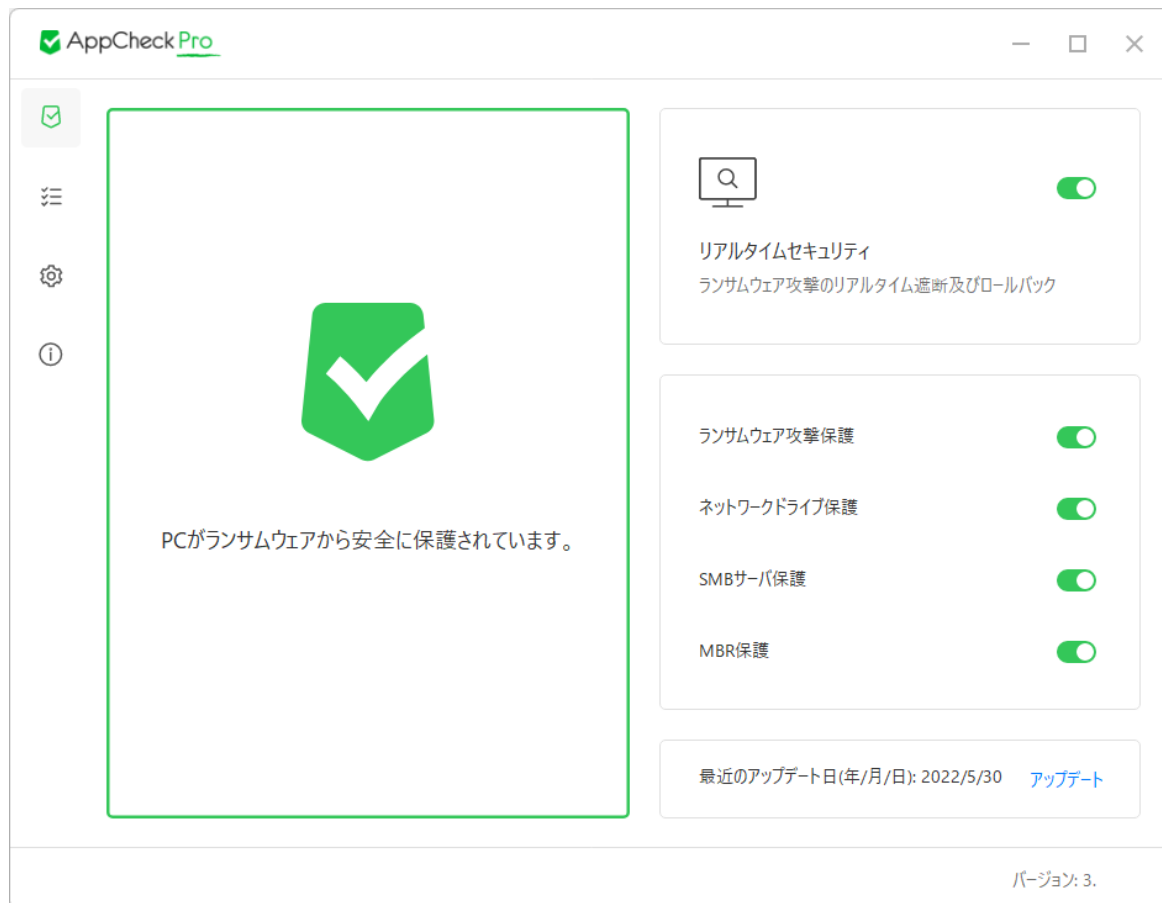 AppCheck Pro
リアルタイムセキュリティ
ランサムウェア攻撃のリアルタイム遮断及びロールバック
PCがランサムウェアから安全に保護されています。
ランサムウェア攻撃保護
ネットワークドライブ保護
SMBサーバ保護
MBR保護
最近のアップデート日(年/月/日): 2022/5/30 アップデート
バージョン: 3.